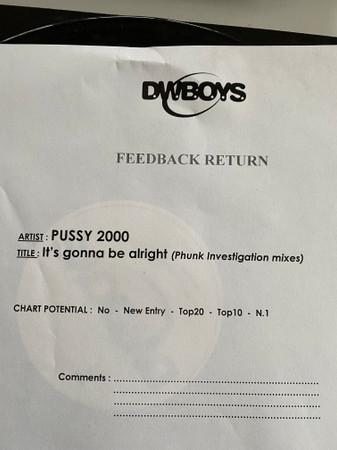 DWBOYS
FEEDBACK RETURN
ARTIST : PUSSY 2000
TITLE : It's gonna be alright (Phunk Investigation mixes)
CHART POTENTIAL : No - New Entry - Top20 - Top10 - N.1
Comments : ......................................................
......................................................
......................................................
......................................................